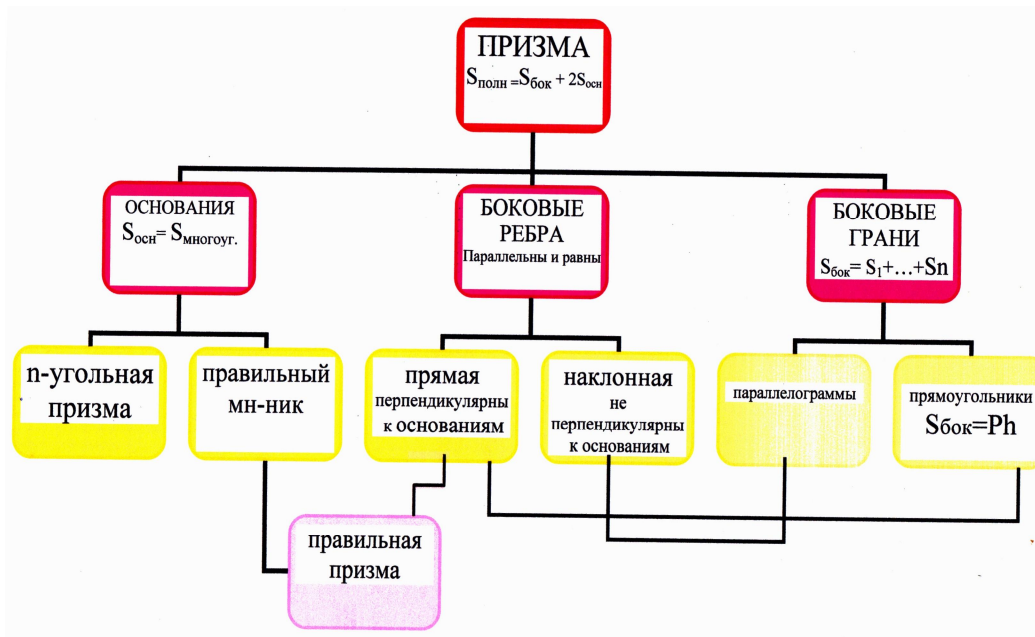 ПРИЗМА
Sполн =Sбок + 2Sосн
ОСНОВАНИЯ
Sосн= Sмногоуг.
БОКОВЫЕ
РЕБРА
Параллельны и равны
БОКОВЫЕ
ГРАНИ
Sбок= S1+...+Sn
n-угольная
призма
правильный
мн-ник
прямая
перпендикулярны
к основаниям
наклонная
не
перпендикулярны
к основаниям
параллелограммы
прямоугольники
Sбок=Ph
правильная
призма